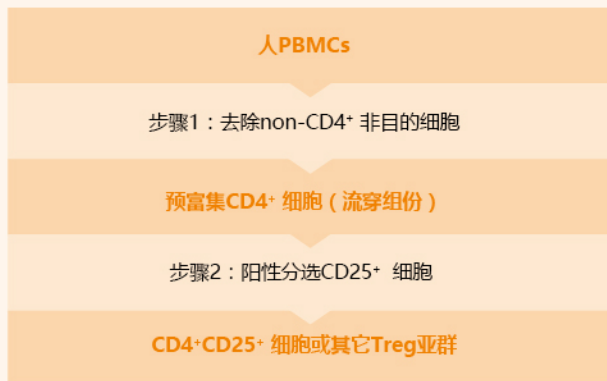 人PBMCs
步骤1：去除non-CD4⁺ 非目的细胞
预富集CD4⁺ 细胞（流穿组份）
步骤2：阳性分选CD25⁺ 细胞
CD4⁺CD25⁺ 细胞或其它Treg亚群